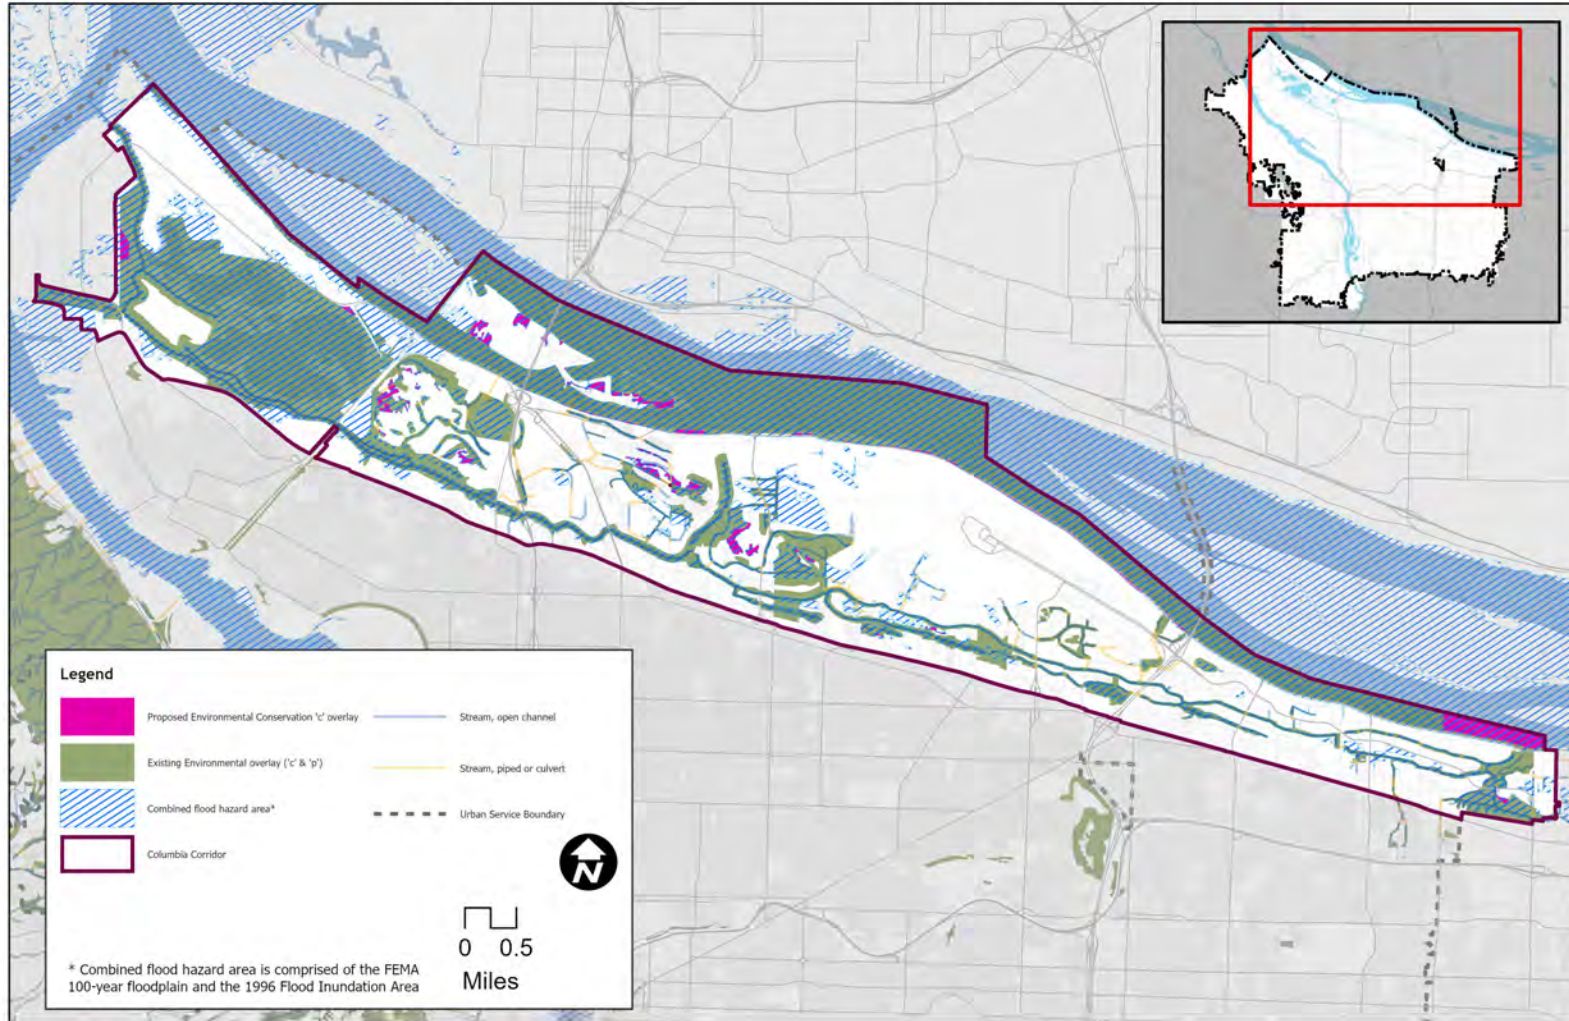 Legend
Proposed Environmental Conservation 'c' overlay
Stream, open channel
Existing Environmental overlay ('c' & 'p')
Stream, piped or culvert
Combined flood hazard area*
Urban Service Boundary
Columbia Corridor
N
0 0.5
Miles
* Combined flood hazard area is comprised of the FEMA
100-year floodplain and the 1996 Flood Inundation Area